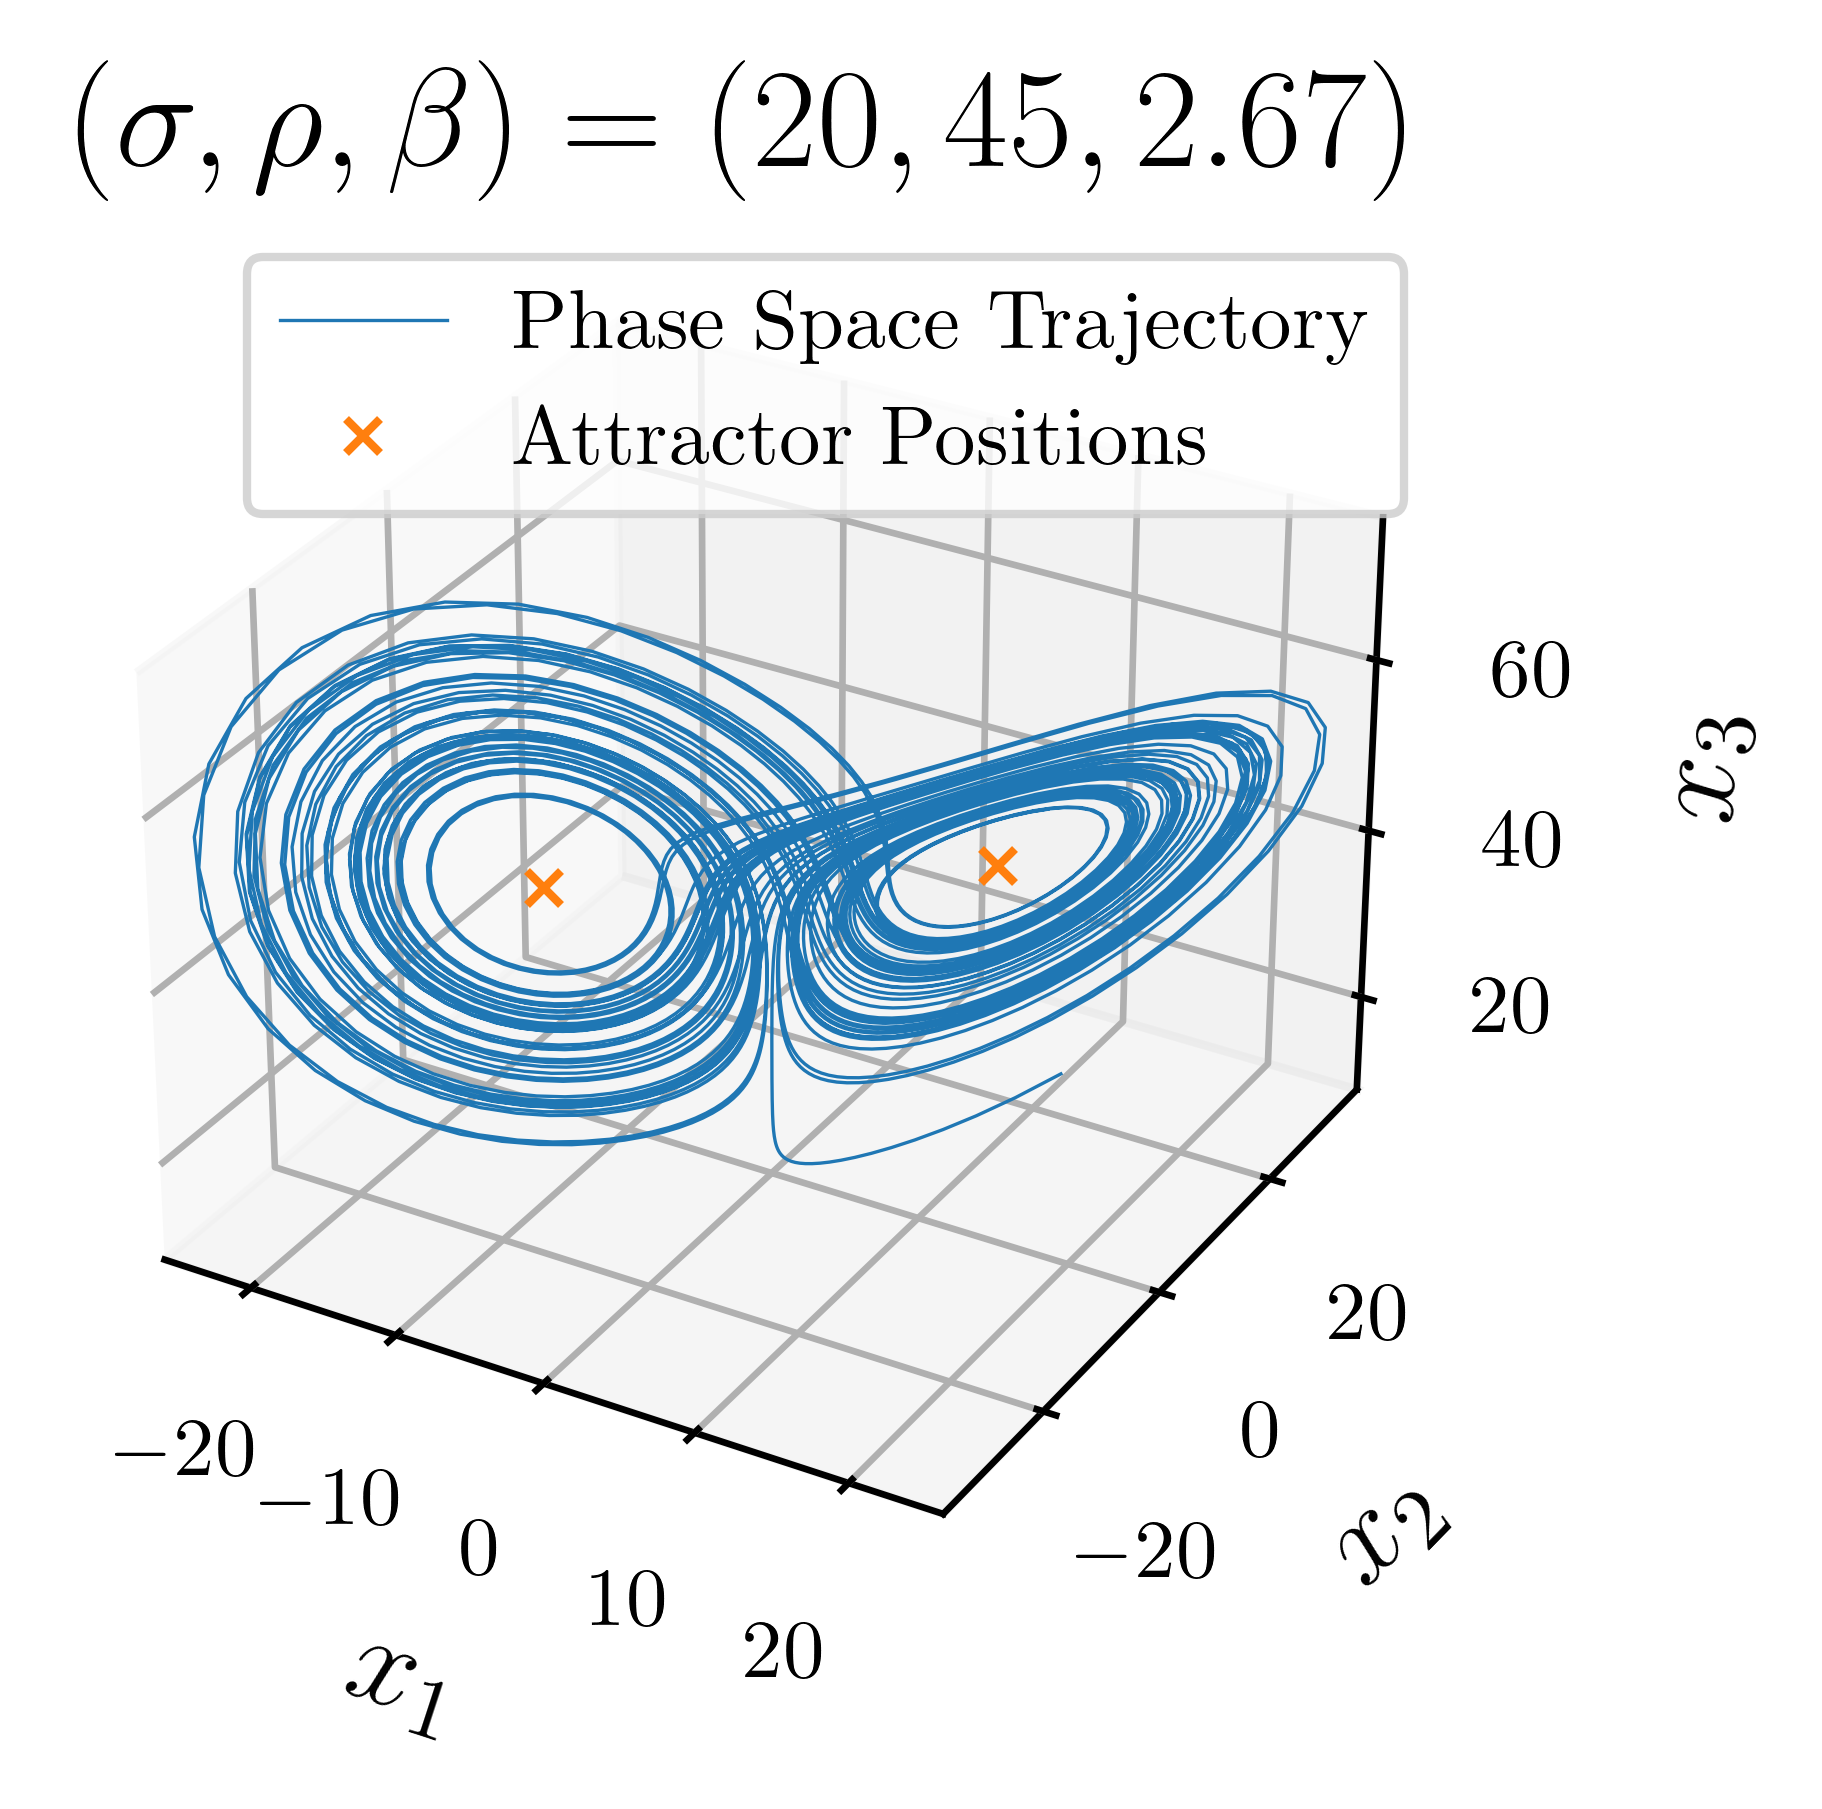 (σ, ρ, β) = (20, 45, 2.67)
Phase Space Trajectory
Attractor Positions
60
40
20
x₃
20
0
−20
x₂
−20
−10
0
10
20
x₁